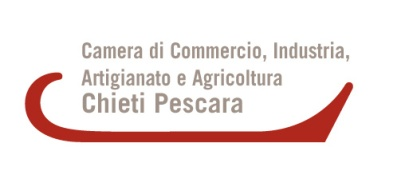 Camera di Commercio, Industria,
Artigianato e Agricoltura
Chieti Pescara